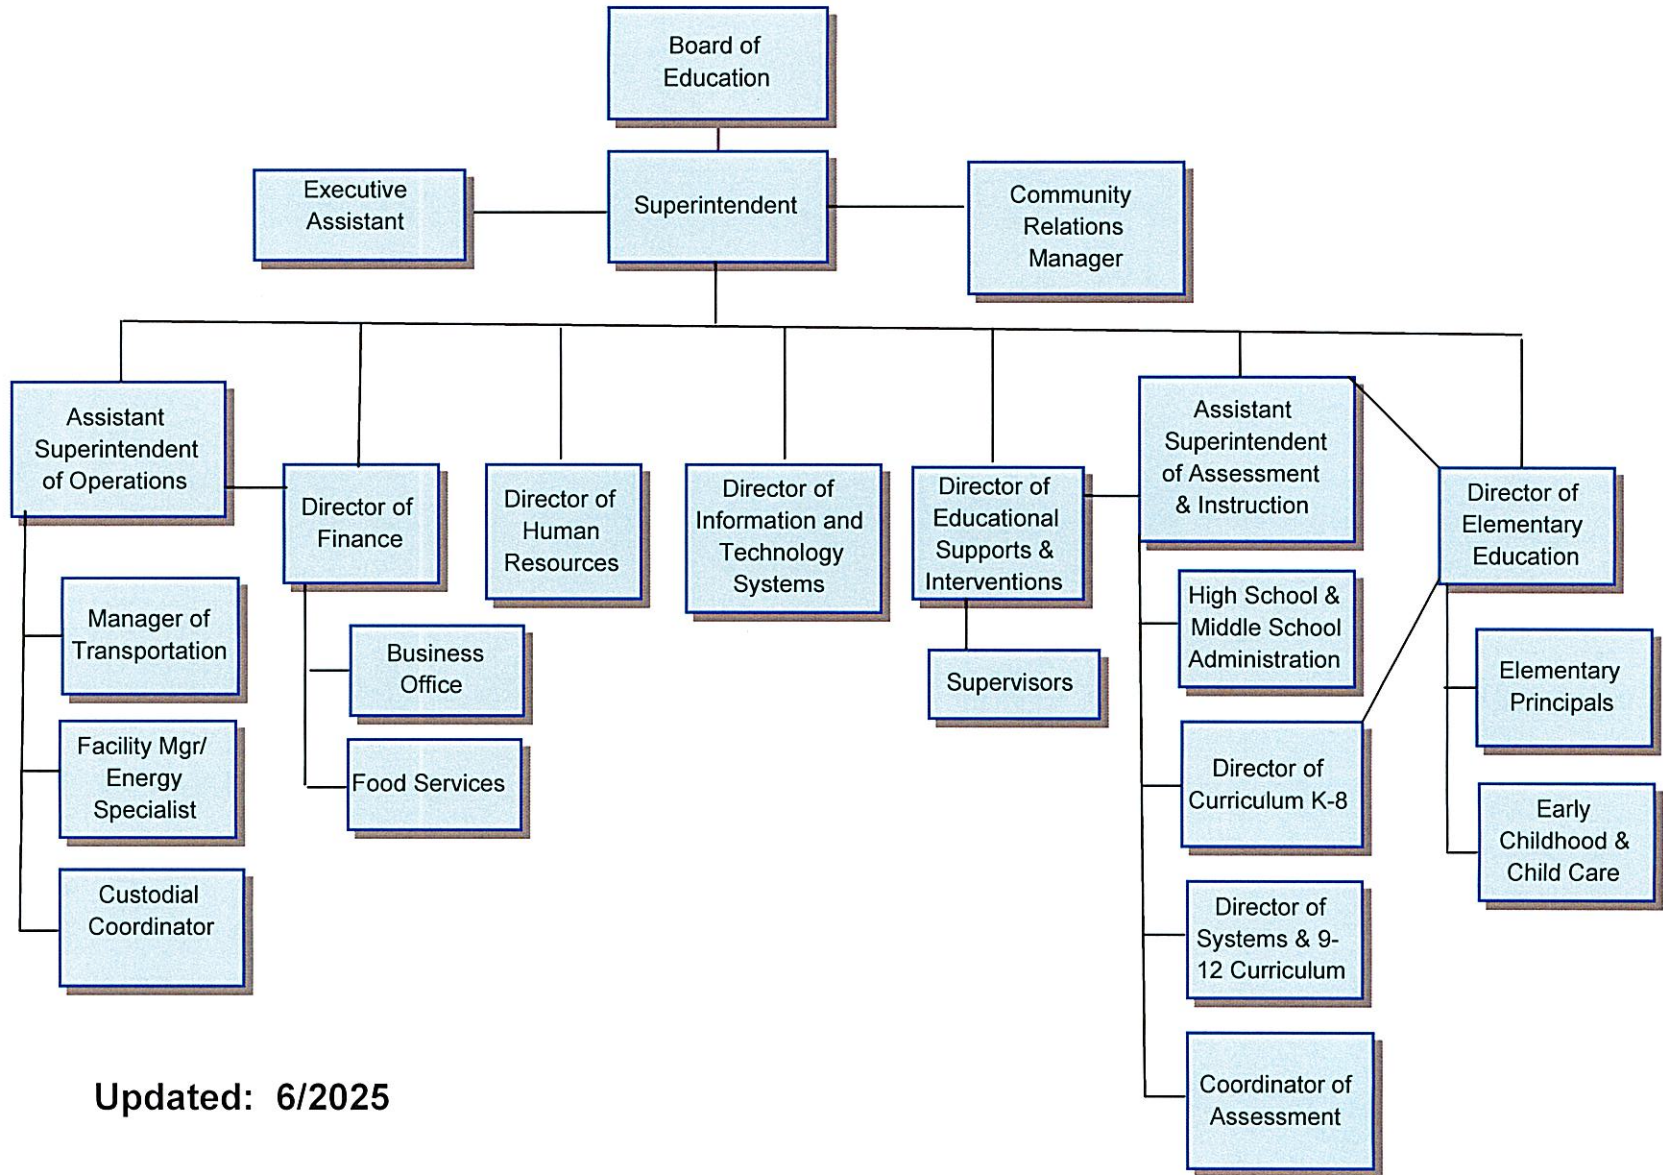 Board of
Education
Executive
Assistant
Superintendent
Community
Relations
Manager
Assistant
Superintendent
of Operations
Director of
Finance
Director of
Human
Resources
Director of
Information and
Technology
Systems
Director of
Educational
Supports &
Interventions
Assistant
Superintendent
of Assessment
& Instruction
Director of
Elementary
Education
Manager of
Transportation
Facility Mgr/
Energy
Specialist
Custodial
Coordinator
Business
Office
Food Services
Supervisors
High School &
Middle School
Administration
Director of
Curriculum K-8
Director of
Systems & 9-
12 Curriculum
Coordinator of
Assessment
Elementary
Principals
Early
Childhood &
Child Care
Updated: 6/2025